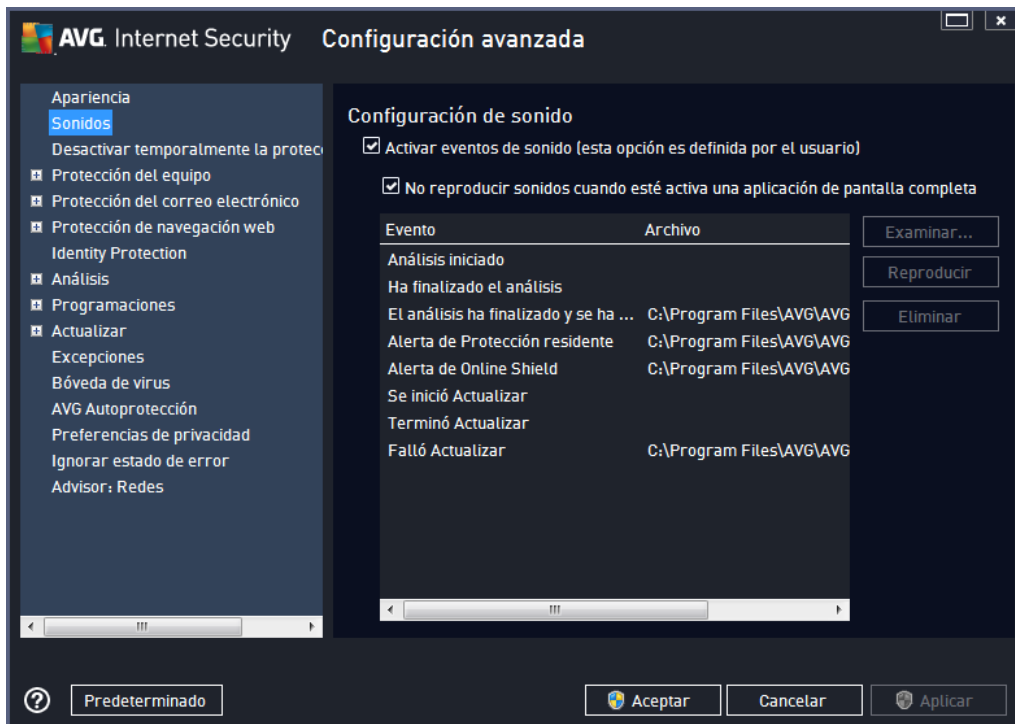 AVG. Internet Security Configuración avanzada
Apariencia
Sonidos
Desactivar temporalmente la protec
Protección del equipo
Protección del correo electrónico
Protección de navegación web
Identity Protection
Análisis
Programaciones
Actualizar
Excepciones
Bóveda de virus
AVG Autoprotección
Preferencias de privacidad
Ignorar estado de error
Advisor: Redes
Configuración de sonido
Activar eventos de sonido (esta opción es definida por el usuario)
No reproducir sonidos cuando esté activa una aplicación de pantalla completa
Evento Archivo
Análisis iniciado
Ha finalizado el análisis
El análisis ha finalizado y se ha ... C:\Program Files\AVG\AVG
Alerta de Protección residente C:\Program Files\AVG\AVG
Alerta de Online Shield C:\Program Files\AVG\AVG
Se inició Actualizar
Terminó Actualizar
Falló Actualizar C:\Program Files\AVG\AVG
Examinar...
Reproducir
Eliminar
Predeterminado
Aceptar
Cancelar
Aplicar